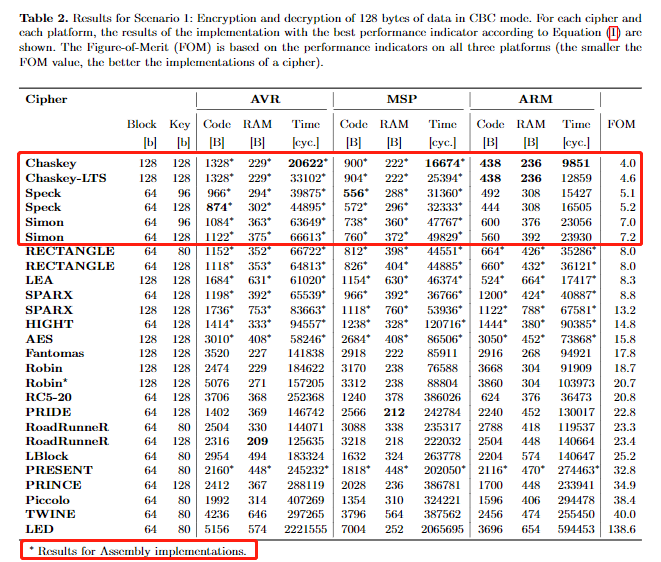 Table 2. Results for Scenario 1: Encryption and decryption of 128 bytes of data in CBC mode. For each cipher and
each platform, the results of the implementation with the best performance indicator according to Equation (1) are
shown. The Figure-of-Merit (FOM) is based on the performance indicators on all three platforms (the smaller the
FOM value, the better the implementations of a cipher).
Cipher AVR MSP ARM
Block Key Code RAM Time Code RAM Time Code RAM Time FOM
[b] [b] [B] [B] [cyc.] [B] [B] [cyc.] [B] [B] [cyc.]
Chaskey 128 128 1328* 229* 20622* 900* 222* 16674* 438 236 9851 4.0
Chaskey-LTS 128 128 1328* 229* 33102* 904* 222* 25394* 438 236 12859 4.6
Speck 64 96 966* 294* 39875* 556* 288* 31360* 492 308 15427 5.1
Speck 64 128 874* 302* 44895* 572* 296* 32333* 444 308 16505 5.2
Simon 64 96 1084* 363* 63649* 738* 360* 47767* 600 376 23056 7.0
Simon 64 128 1122* 375* 66613* 760* 372* 49829* 560 392 23930 7.2
RECTANGLE 64 80 1152* 352* 66722* 812* 398* 44551* 664* 426* 35286* 8.0
RECTANGLE 64 128 1118* 353* 64813* 826* 404* 44885* 660* 432* 36121* 8.0
LEA 128 128 1684* 631* 61020* 1154* 630* 46374* 524* 664* 17417* 8.3
SPARX 64 128 1198* 392* 65539* 966* 392* 36766* 1200* 424* 40887* 8.8
SPARX 128 128 1736* 753* 83663* 1118* 760* 53936* 1122* 788* 67581* 13.2
HIGHT 64 128 1414* 333* 94557* 1238* 328* 120716* 1444* 380* 90385* 14.8
AES 128 128 3010* 408* 58246* 2684* 408* 86506* 3050* 452* 73868* 15.8
Fantomas 128 128 3520 227 141838 2918 222 85911 2916 268 94921 17.8
Robin 128 128 2474 229 184622 3170 238 76588 3668 304 91909 18.7
Robin* 128 128 5076 271 157205 3312 238 88804 3860 304 103973 20.7
RC5-20 64 128 3706 368 252368 1240 378 386026 624 376 36473 20.8
PRIDE 64 128 1402 369 146742 2566 212 242784 2240 452 130017 22.8
RoadRunneR 64 80 2504 330 144071 3088 338 235317 2788 418 119537 23.3
RoadRunneR 64 128 2316 209 125635 3218 218 222032 2504 448 140664 23.4
LBlock 64 80 2954 494 183324 1632 324 263778 2204 574 140647 25.2
PRESENT 64 80 2160* 448* 245232* 1818* 448* 202050* 2116* 470* 274463* 32.8
PRINCE 64 128 2412 367 288119 2028 236 386781 1700 448 233941 34.9
Piccolo 64 80 1992 314 407269 1354 310 324221 1596 406 294478 38.4
TWINE 64 80 4236 646 297265 3796 564 387562 2456 474 255450 40.0
LED 64 80 5156 574 2221555 7004 252 2065695 3696 654 594453 138.6
* Results for Assembly implementations.